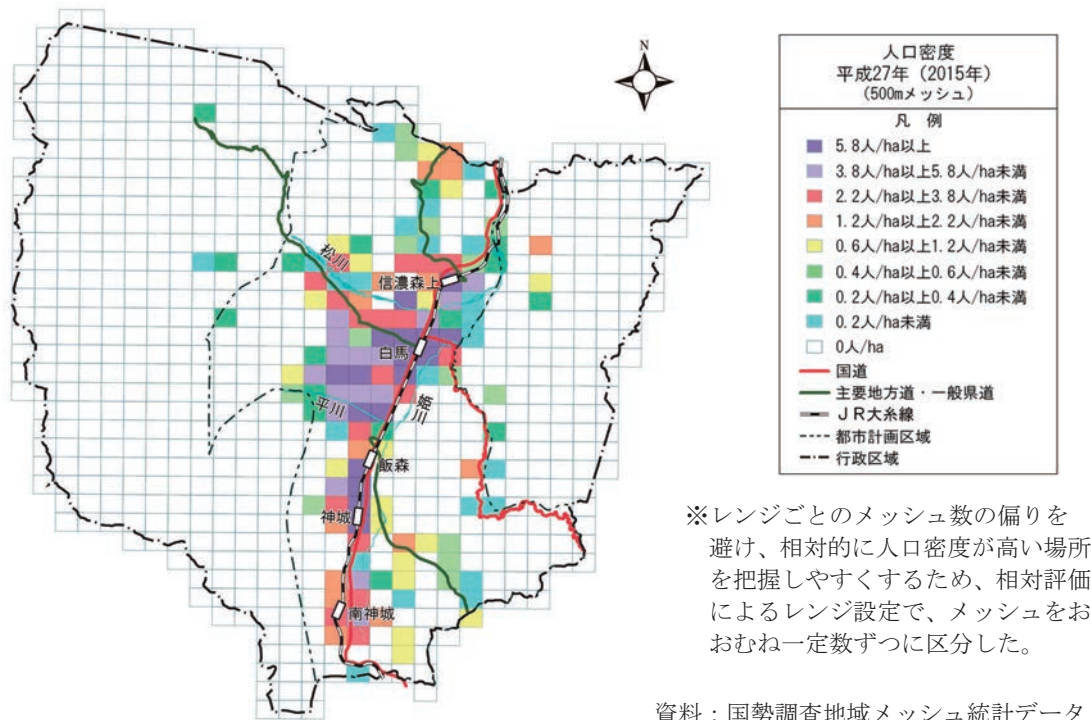 N
人口密度
平成27年（2015年）
（500mメッシュ）
凡 例
5.8人/ha以上
3.8人/ha以上5.8人/ha未満
2.2人/ha以上3.8人/ha未満
1.2人/ha以上2.2人/ha未満
0.6人/ha以上1.2人/ha未満
0.4人/ha以上0.6人/ha未満
0.2人/ha以上0.4人/ha未満
0.2人/ha未満
0人/ha
国道
主要地方道・一般県道
ＪＲ大糸線
都市計画区域
行政区域
松川
信濃森上
白馬
平川
姫川
飯森
神城
南神城
※レンジごとのメッシュ数の偏りを
避け、相対的に人口密度が高い場所
を把握しやすくするため、相対評価
によるレンジ設定で、メッシュをお
おむね一定数ずつに区分した。
資料：国勢調査地域メッシュ統計データ